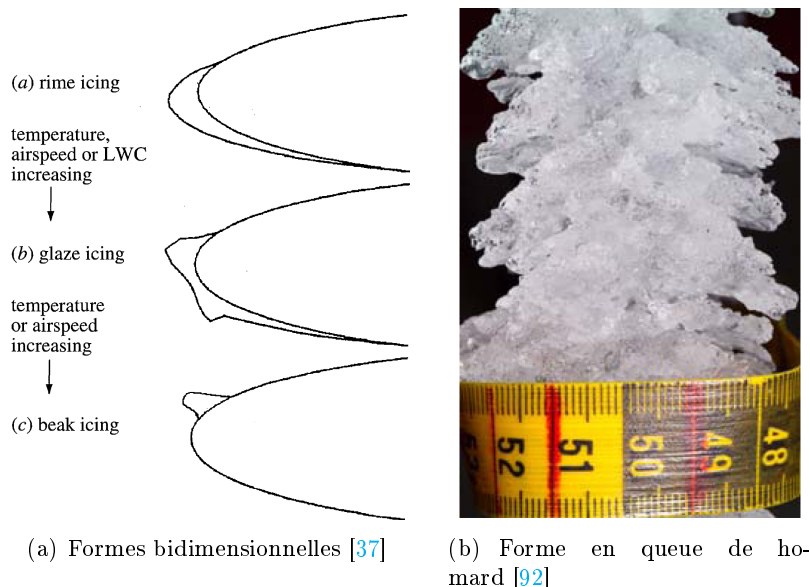 (a) rime icing
temperature,
airspeed or LWC
increasing
(b) glaze icing
temperature
or airspeed
increasing
(c) beak icing
52
51
50
49
48
(a) Formes bidimensionnelles [37]
(b) Forme en queue de ho-
mard [92]